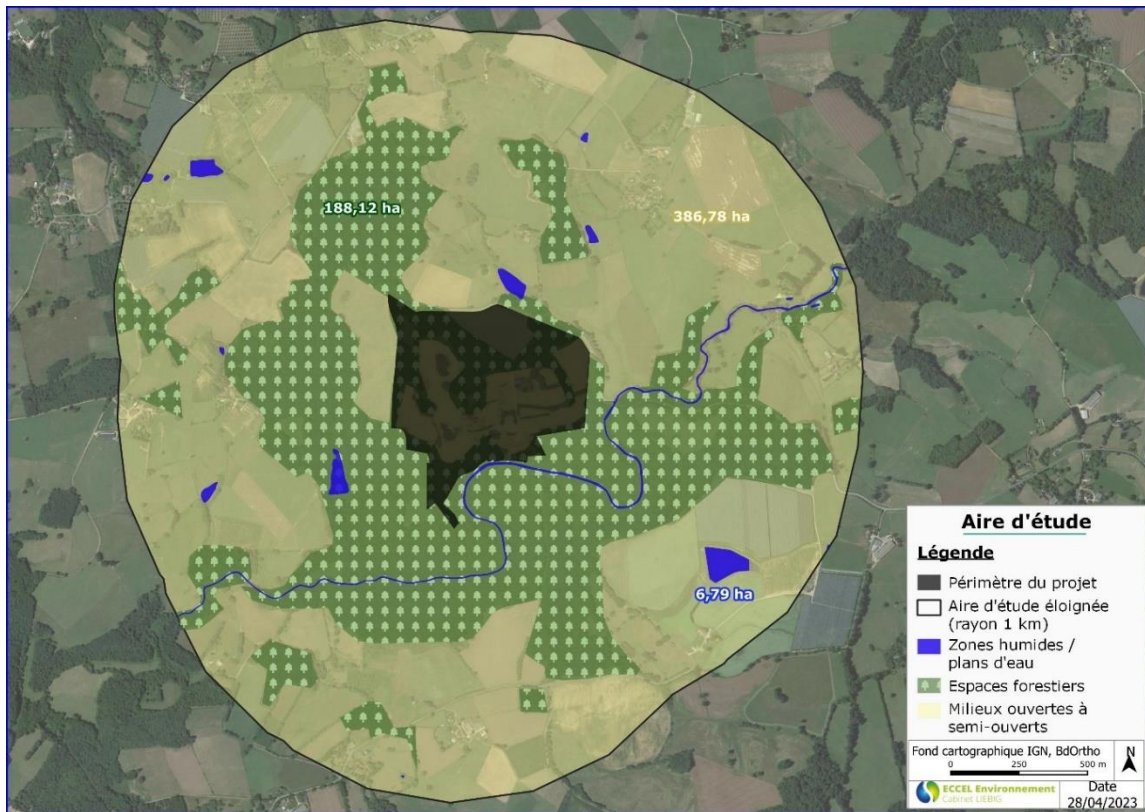 188,12 ha
386,78 ha
6,79 ha
Aire d'étude
Légende
Périmètre du projet
Aire d'étude éloignée
(rayon 1 km)
Zones humides /
plans d'eau
Espaces forestiers
Milieux ouvertes à
semi-ouverts
Fond cartographique IGN, BdOrtho
0 250 500 m
N
ECCEL Environnement
Cabinet LIEBIG
Date
28/04/2023